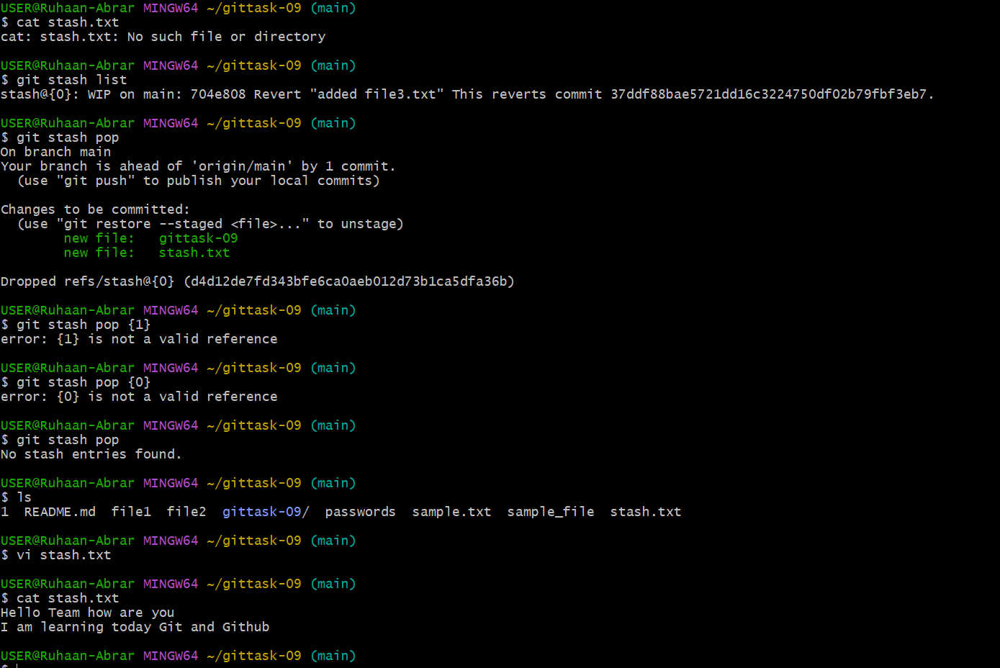 USER@Ruhaan-Abrar MINGW64 ~/gittask-09 (main)
$ cat stash.txt
cat: stash.txt: No such file or directory
USER@Ruhaan-Abrar MINGW64 ~/gittask-09 (main)
$ git stash list
stash@{0}: WIP on main: 704e808 Revert "added file3.txt" This reverts commit 37ddf88bae5721dd16c3224750df02b79fbf3eb7.
USER@Ruhaan-Abrar MINGW64 ~/gittask-09 (main)
$ git stash pop
On branch main
Your branch is ahead of 'origin/main' by 1 commit.
  (use "git push" to publish your local commits)
Changes to be committed:
  (use "git restore --staged <file>..." to unstage)
        new file:   gittask-09
        new file:   stash.txt
Dropped refs/stash@{0} (d4d12de7fd343bfe6ca0aeb012d73b1ca5dfa36b)
USER@Ruhaan-Abrar MINGW64 ~/gittask-09 (main)
$ git stash pop {1}
error: {1} is not a valid reference
USER@Ruhaan-Abrar MINGW64 ~/gittask-09 (main)
$ git stash pop {0}
error: {0} is not a valid reference
USER@Ruhaan-Abrar MINGW64 ~/gittask-09 (main)
$ git stash pop
No stash entries found.
USER@Ruhaan-Abrar MINGW64 ~/gittask-09 (main)
$ ls
1  README.md  file1  file2  gittask-09/  passwords  sample.txt  sample_file  stash.txt
USER@Ruhaan-Abrar MINGW64 ~/gittask-09 (main)
$ vi stash.txt
USER@Ruhaan-Abrar MINGW64 ~/gittask-09 (main)
$ cat stash.txt
Hello Team how are you
I am learning today Git and Github
USER@Ruhaan-Abrar MINGW64 ~/gittask-09 (main)
$